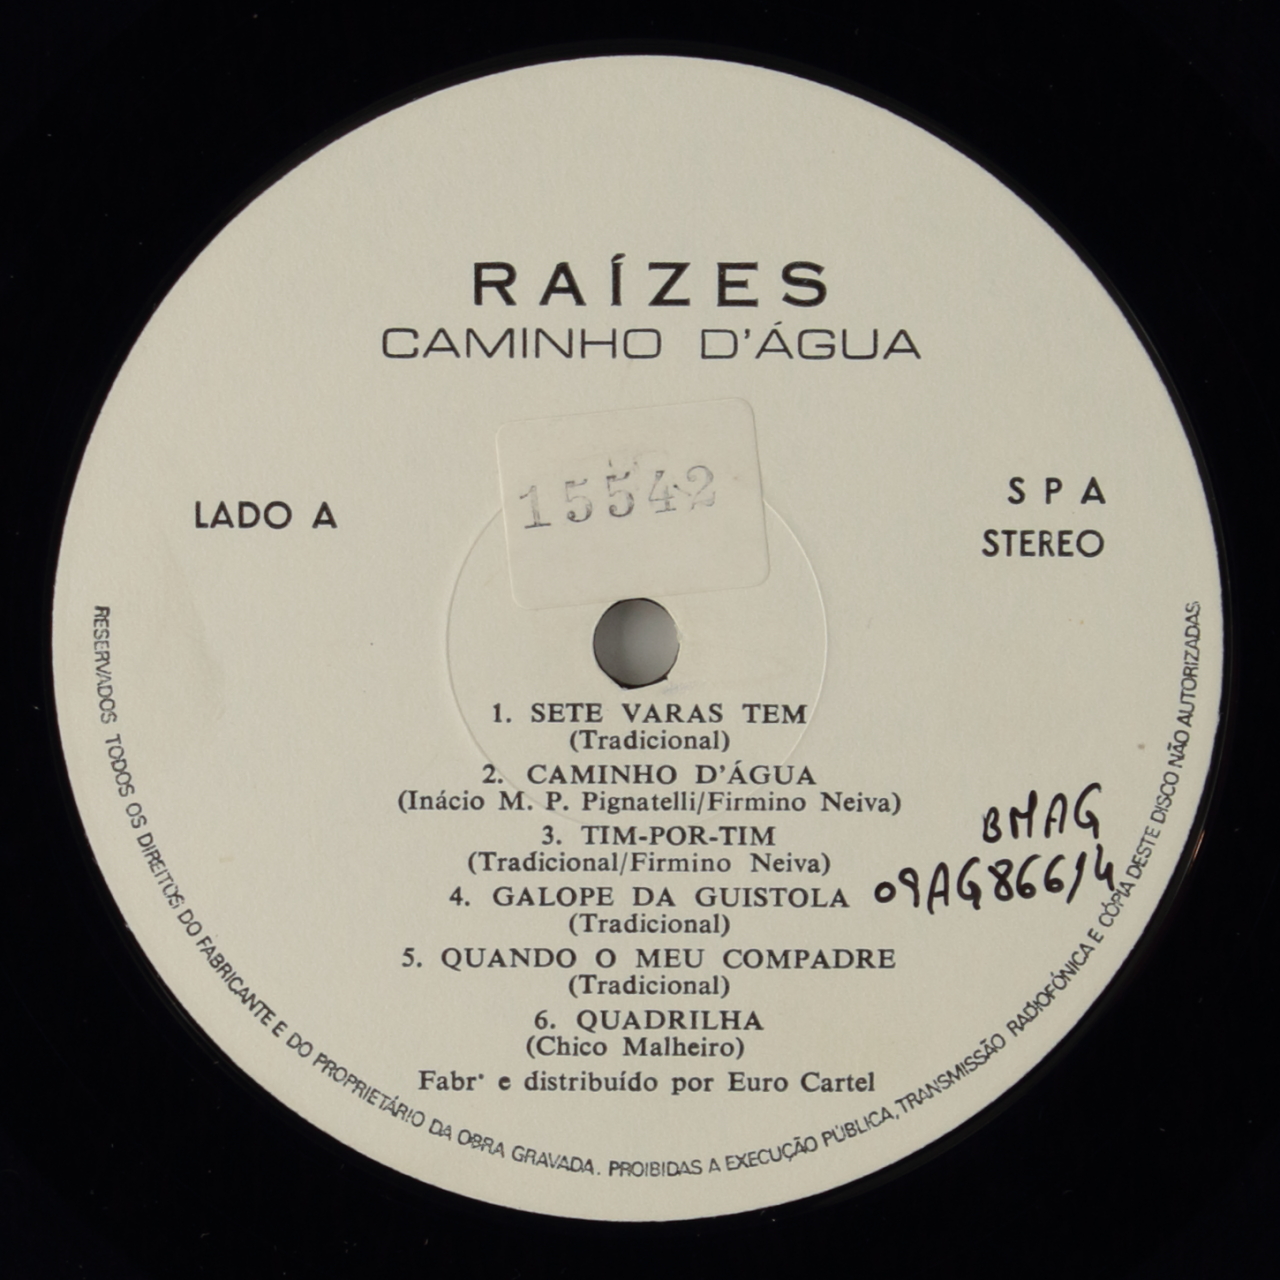 RAÍZES
CAMINHO D'ÁGUA
15542
LADO A
S P A
STEREO
1. SETE VARAS TEM
(Tradicional)
2. CAMINHO D'ÁGUA
(Inácio M. P. Pignatelli/Firmino Neiva)
3. TIM-POR-TIM
(Tradicional/Firmino Neiva)
4. GALOPE DA GUISTOLA
(Tradicional)
5. QUANDO O MEU COMPADRE
(Tradicional)
6. QUADRILHA
(Chico Malheiro)
Fabr· e distribuído por Euro Cartel
BMAG
09AG866/4
RESERVADOS TODOS OS DIREITOS DO FABRICANTE E DO PROPRIETÁRIO DA OBRA GRAVADA. PROIBIDAS A EXECUÇÃO PÚBLICA, TRANSMISSÃO RADIOFÓNICA E CÓPIA DESTE DISCO NÃO AUTORIZADAS